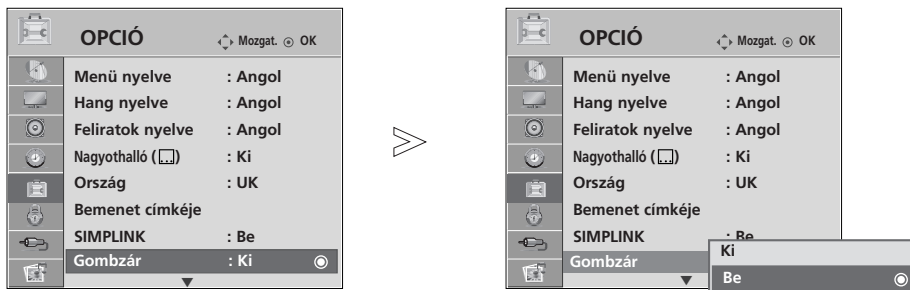 OPCIÓ
Mozgat. OK
Menü nyelve : Angol
Hang nyelve : Angol
Feliratok nyelve : Angol
Nagyothalló ( ) : Ki
Ország : UK
Bemenet címkéje
SIMPLINK : Be
Gombzár : Ki
OPCIÓ
Mozgat. OK
Menü nyelve : Angol
Hang nyelve : Angol
Feliratok nyelve : Angol
Nagyothalló ( ) : Ki
Ország : UK
Bemenet címkéje
SIMPLINK : Be
Gombzár
Ki
Be